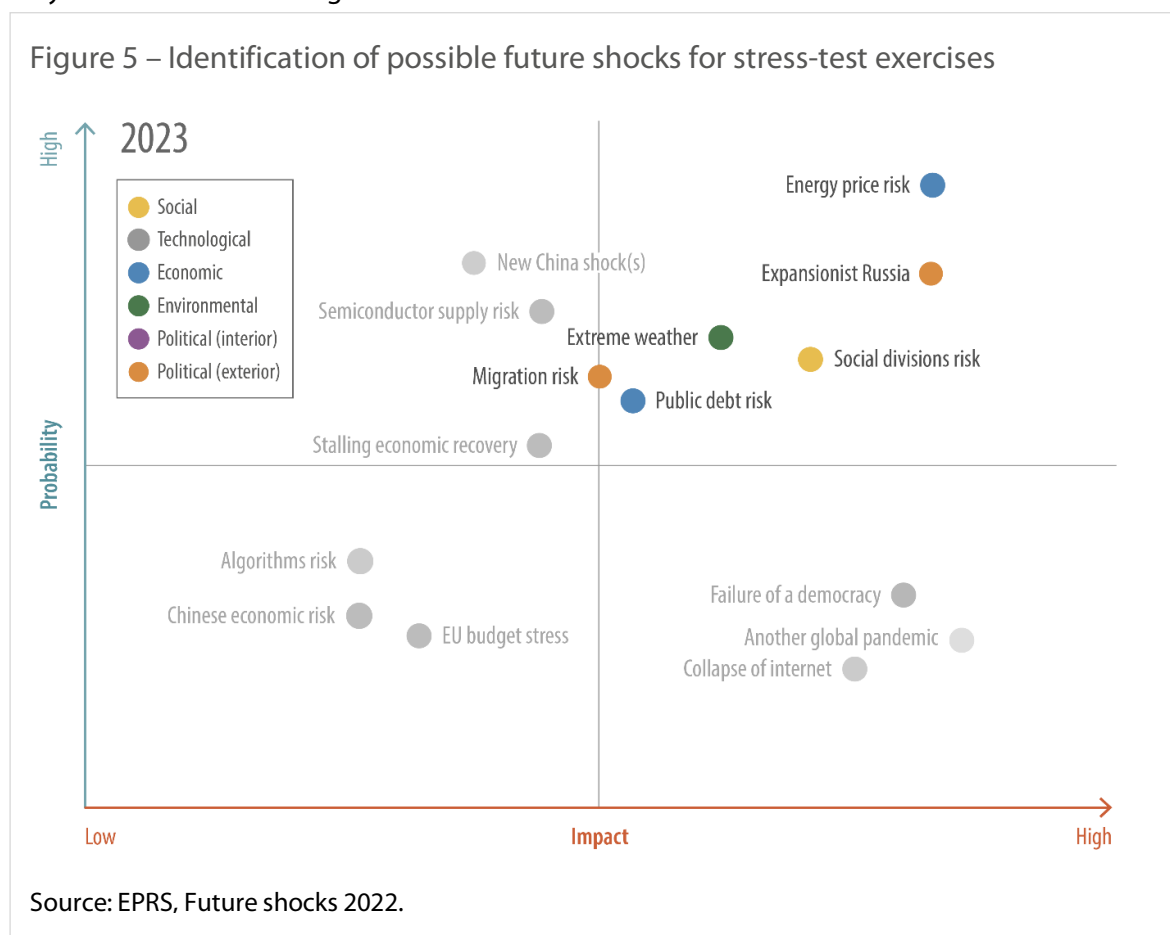 Figure 5 – Identification of possible future shocks for stress-test exercises
High
2023
Social
Technological
Economic
Environmental
Political (interior)
Political (exterior)
Energy price risk
New China shock(s)
Expansionist Russia
Semiconductor supply risk
Extreme weather
Social divisions risk
Migration risk
Public debt risk
Stalling economic recovery
Probability
Algorithms risk
Failure of a democracy
Chinese economic risk
EU budget stress
Another global pandemic
Collapse of internet
Low
Impact
High
Source: EPRS, Future shocks 2022.